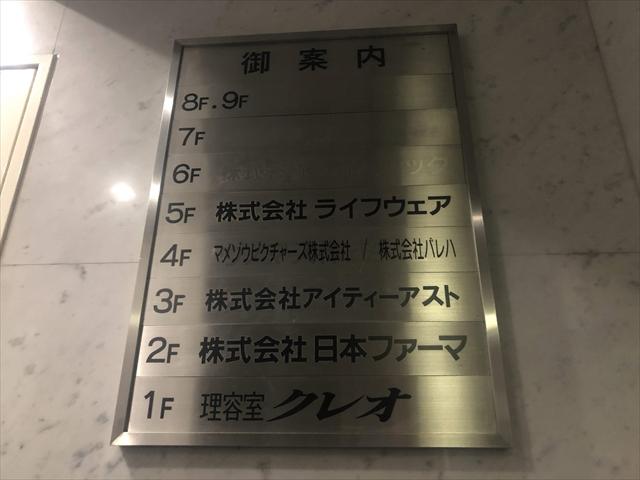 御案内
8F.9F
7F
6F
5F 株式会社 ライフウェア
4F マメゾウピクチャーズ株式会社 / 株式会社パレハ
3F 株式会社アイティーアスト
2F 株式会社 日本ファーマ
1F 理容室 クレオ